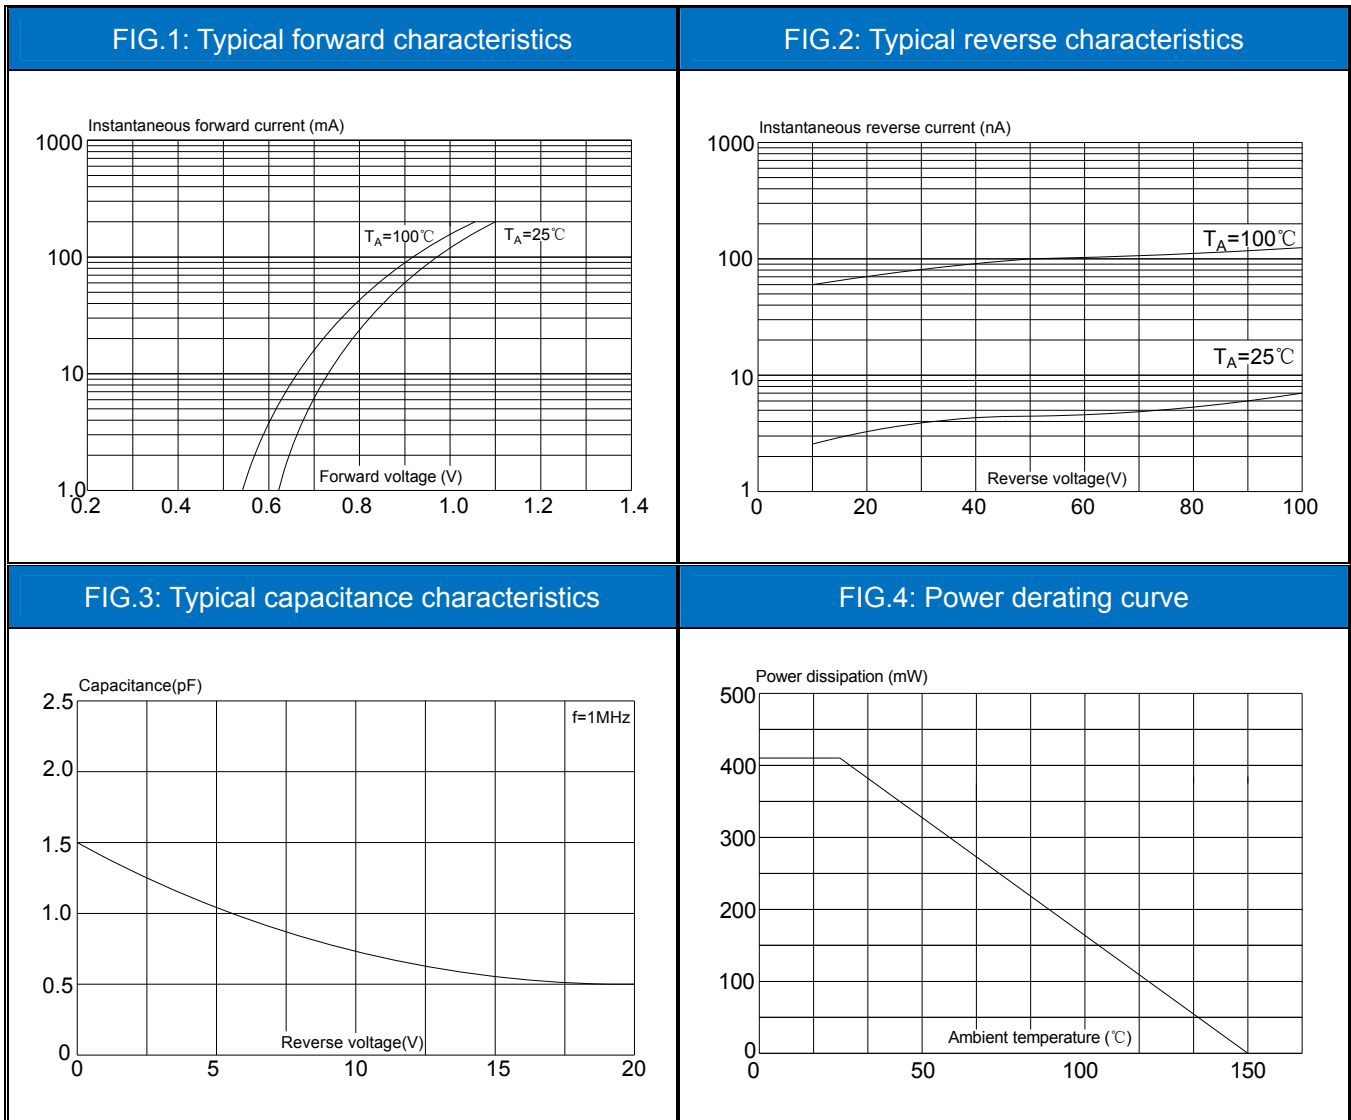 FIG.1: Typical forward characteristics
FIG.2: Typical reverse characteristics
Instantaneous forward current (mA)
1000
100
10
1.0
T_A=100℃
T_A=25℃
Forward voltage (V)
0.2 0.4 0.6 0.8 1.0 1.2 1.4
Instantaneous reverse current (nA)
1000
100
10
1
T_A=100℃
T_A=25℃
Reverse voltage(V)
0 20 40 60 80 100
FIG.3: Typical capacitance characteristics
FIG.4: Power derating curve
Capacitance(pF)
2.5
2.0
1.5
1.0
0.5
0
f=1MHz
Reverse voltage(V)
0 5 10 15 20
Power dissipation (mW)
500
400
300
200
100
0
Ambient temperature (℃)
0 50 100 150